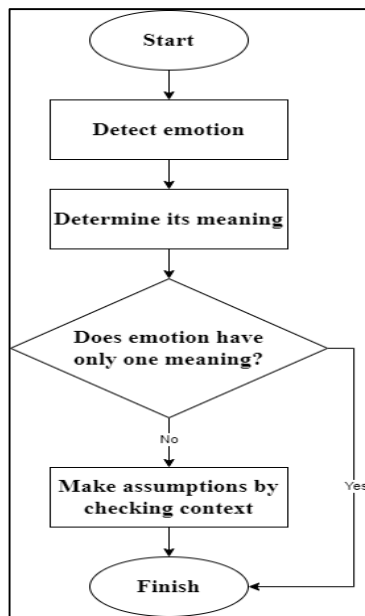 Start
Detect emotion
Determine its meaning
Does emotion have
only one meaning?
No
Yes
Make assumptions by
checking context
Finish